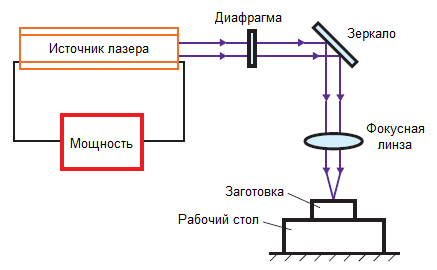 Диафрагма
Источник лазера
Зеркало
Мощность
Фокусная
линза
Заготовка
Рабочий стол